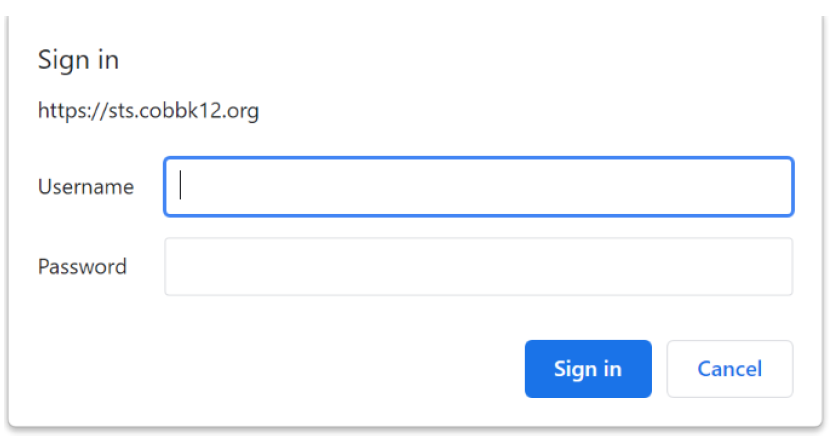 Sign in
https://sts.cobbk12.org
Username
Password
Sign in Cancel